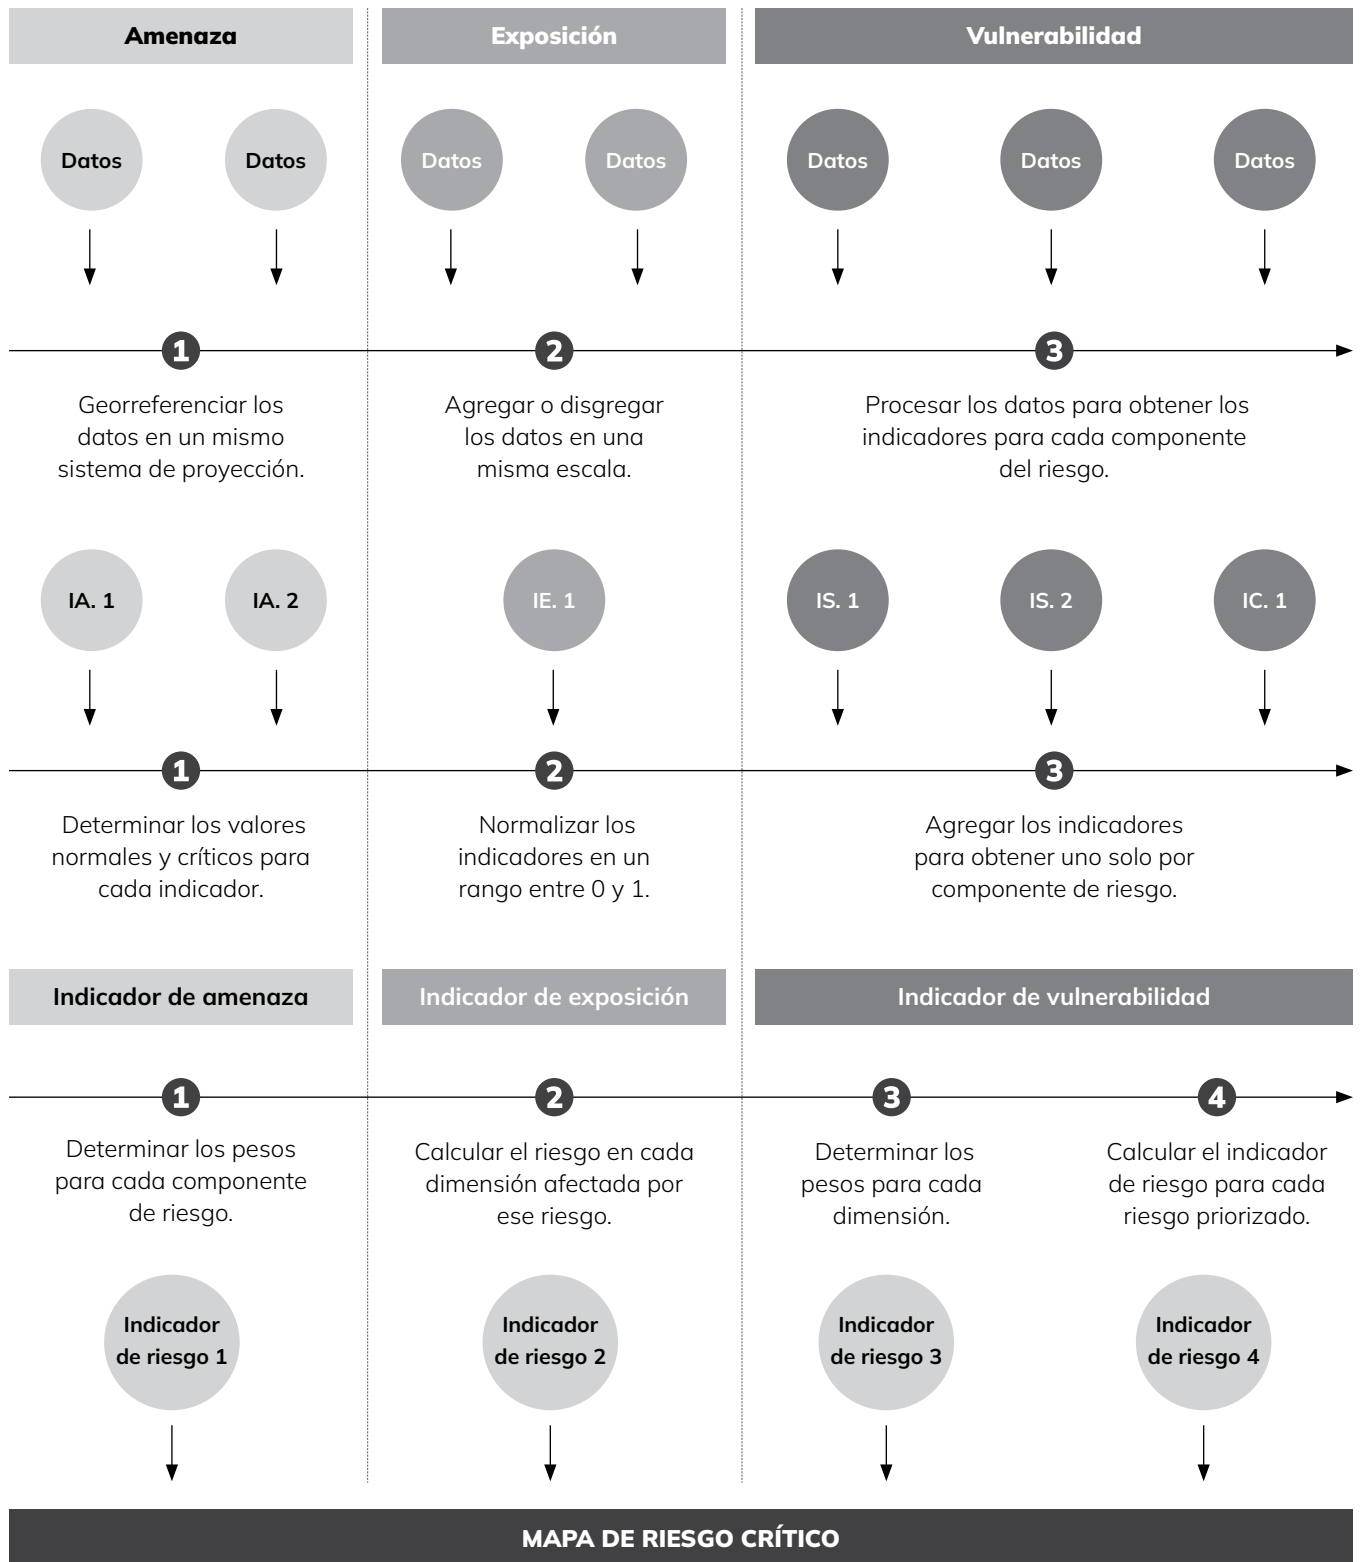 Amenaza
Exposición
Vulnerabilidad
Datos
Datos
Datos
Datos
Datos
Datos
Datos
1
2
3
Georreferenciar los
datos en un mismo
sistema de proyección.
Agregar o disgregar
los datos en una
misma escala.
Procesar los datos para obtener los
indicadores para cada componente
del riesgo.
IA. 1
IA. 2
IE. 1
IS. 1
IS. 2
IC. 1
1
2
3
Determinar los valores
normales y críticos para
cada indicador.
Normalizar los
indicadores en un
rango entre 0 y 1.
Agregar los indicadores
para obtener uno solo por
componente de riesgo.
Indicador de amenaza
Indicador de exposición
Indicador de vulnerabilidad
1
2
3
4
Determinar los pesos
para cada componente
de riesgo.
Calcular el riesgo en cada
dimensión afectada por
ese riesgo.
Determinar los
pesos para cada
dimensión.
Calcular el indicador
de riesgo para cada
riesgo priorizado.
Indicador
de riesgo 1
Indicador
de riesgo 2
Indicador
de riesgo 3
Indicador
de riesgo 4
MAPA DE RIESGO CRÍTICO